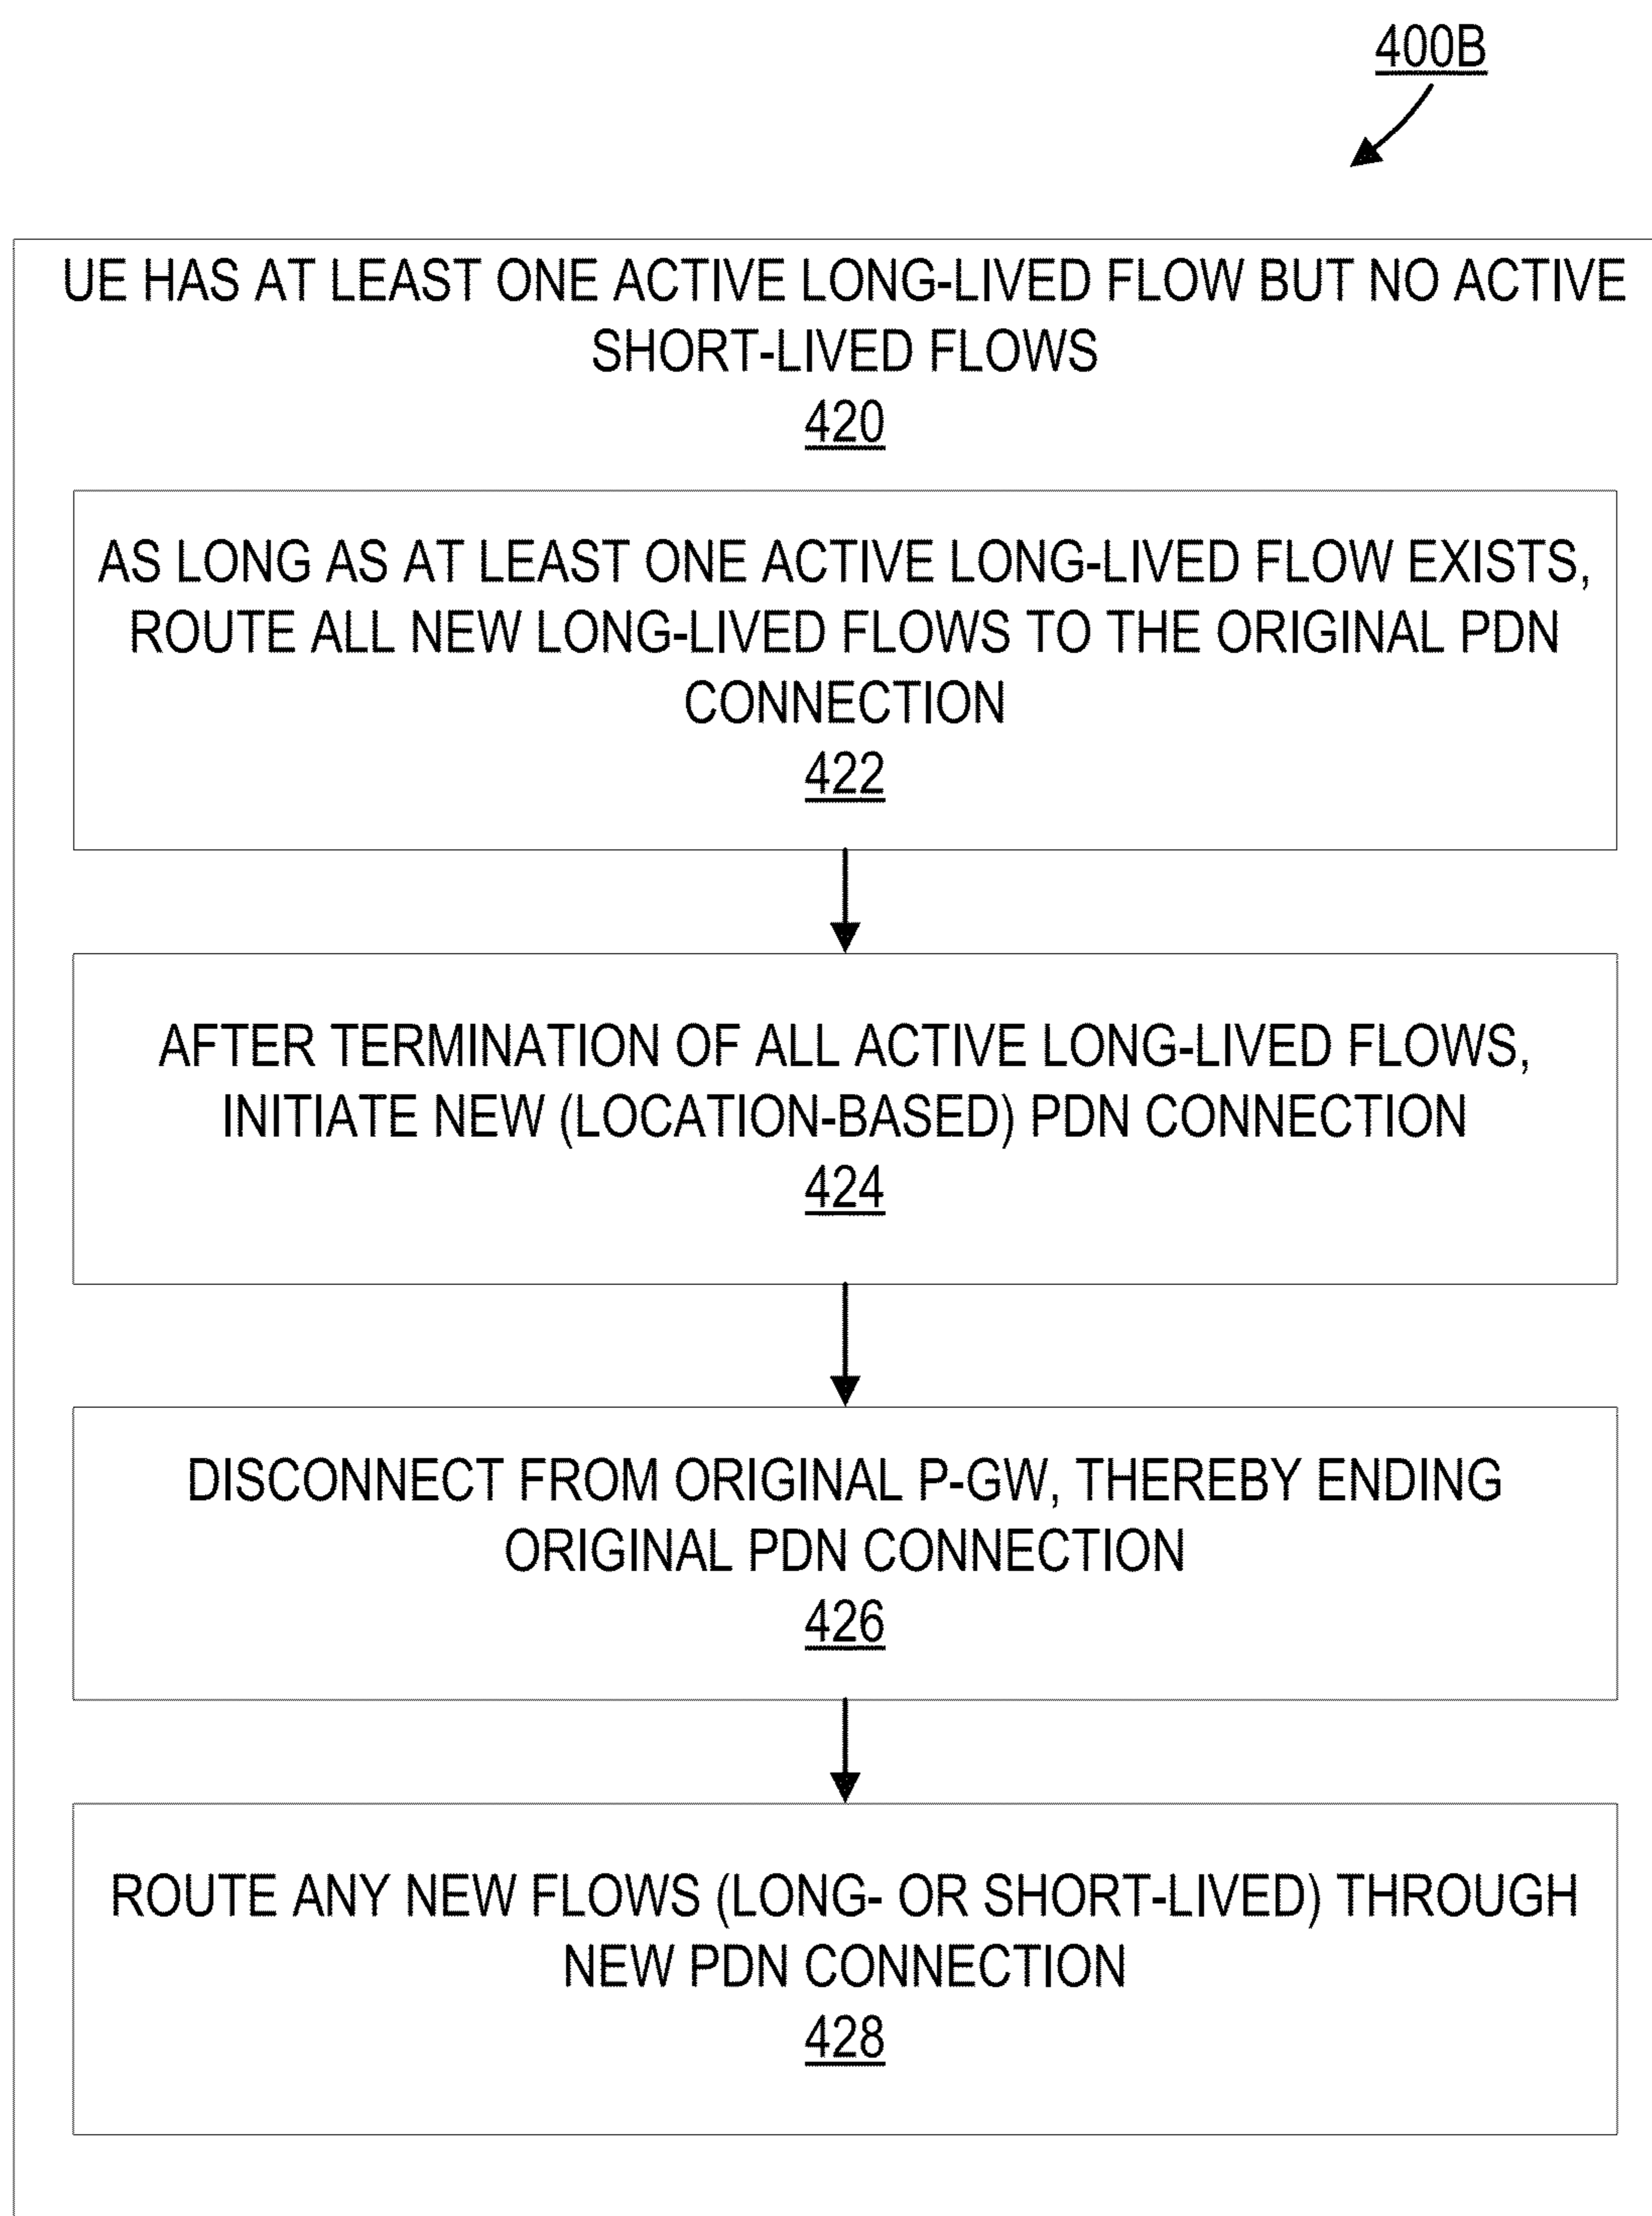 400B
UE HAS AT LEAST ONE ACTIVE LONG-LIVED FLOW BUT NO ACTIVE
SHORT-LIVED FLOWS
420
AS LONG AS AT LEAST ONE ACTIVE LONG-LIVED FLOW EXISTS,
ROUTE ALL NEW LONG-LIVED FLOWS TO THE ORIGINAL PDN
CONNECTION
422
AFTER TERMINATION OF ALL ACTIVE LONG-LIVED FLOWS,
INITIATE NEW (LOCATION-BASED) PDN CONNECTION
424
DISCONNECT FROM ORIGINAL P-GW, THEREBY ENDING
ORIGINAL PDN CONNECTION
426
ROUTE ANY NEW FLOWS (LONG- OR SHORT-LIVED) THROUGH
NEW PDN CONNECTION
428